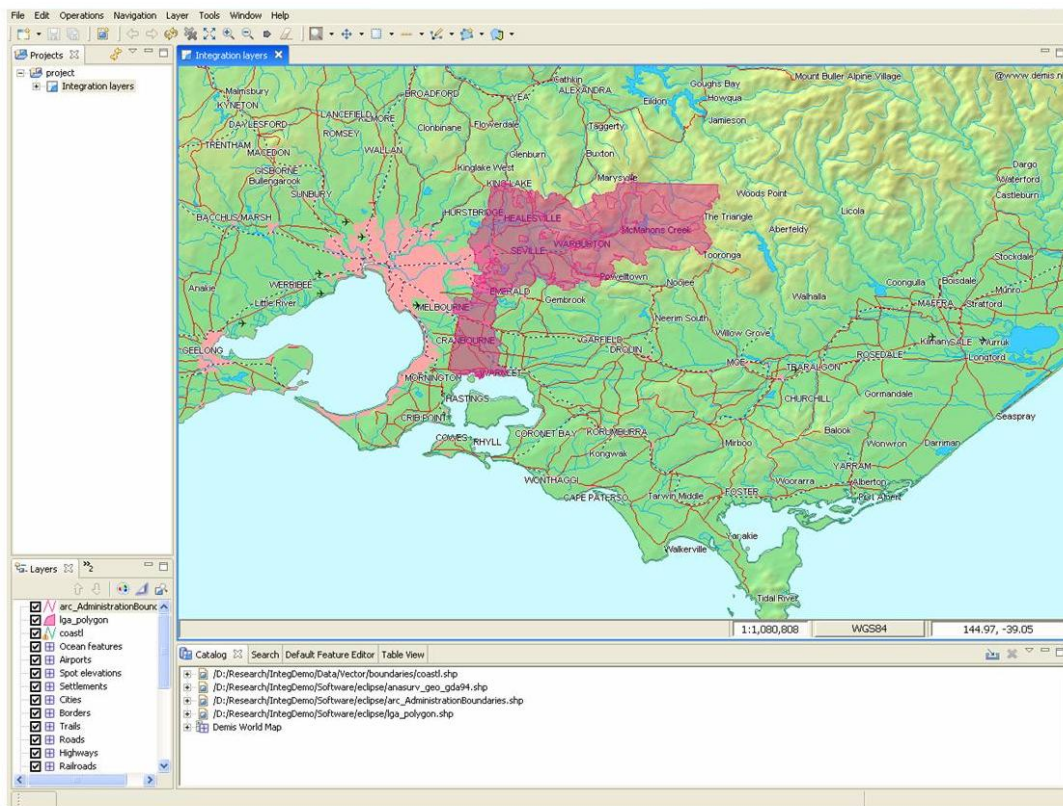 File Edit Operations Navigation Layer Tools Window Help
Projects
project
Integration layers
Integration layers
@www.demis.nl
Malmsbury
KYNETON
DAYLESFORD
TRENTHAM
MACEDON
GISBORNE
Bullengarook
SUNBURY
BACCHUS MARSH
LANCEFIELD
ROMSEY
KILMORE
WALLAN
BROADFORD
Clonbinane
Flowerdale
YEA
Cathkin
ALEXANDRA
Eildon
Goughs Bay
Howqua
Jamieson
Mount Buller Alpine Village
Taggerty
Buxton
Glenburn
Kinglake West
KINGLAKE
Marysville
Woods Point
Licola
Dargo
Waterford
Castleburn
HURSTBRIDGE
HEALESVILLE
SEVILLE
WARBURTON
McMahons Creek
The Triangle
Aberfeldy
Tooronga
Powelltown
Noojee
EMERALD
Gembrook
Anakie
Little River
WERRIBEE
MELBOURNE
GEELONG
CRANBOURNE
GARFIELD
DROUIN
Neerim South
Willow Grove
Walhalla
Coongulla
Boisdale
Stockdale
MAFFRA
Stratford
Munro
Kilmany
SALE
Longford
ROSEDALE
MOE
TRARALGON
CHURCHILL
Gormandale
Seaspray
MORNINGTON
WARNEET
HASTINGS
CRIB POINT
COWES
RHYLL
CORONET BAY
KORUMBURRA
Kongwak
WONTHAGGI
CAPE PATERSO
Tarwin Middle
Mirboo
Balook
Wonwron
Darriman
YARRAM
Woorarra
Alberton
Port Albert
FOSTER
Yanakie
Walkerville
Tidal River
1:1,080,808
WGS84
144.97, -39.05
Layers
2
arc_AdministrationBounc
lga_polygon
coastl
Ocean features
Airports
Spot elevations
Settlements
Cities
Borders
Trails
Roads
Highways
Railroads
Catalog Search Default Feature Editor Table View
/D:/Research/IntegDemo/Data/Vector/boundaries/coastl.shp
/D:/Research/IntegDemo/Software/eclipse/anasurv_geo_gda94.shp
/D:/Research/IntegDemo/Software/eclipse/arc_AdministrationBoundaries.shp
/D:/Research/IntegDemo/Software/eclipse/lga_polygon.shp
Demis World Map